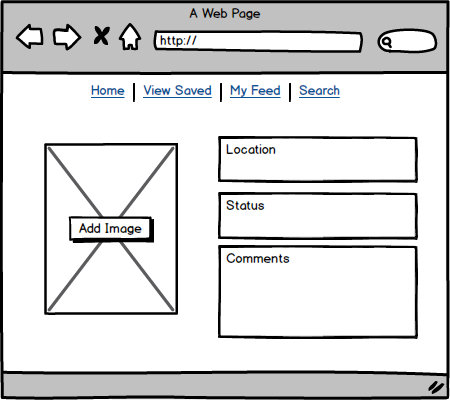 A Web Page
http://
Home View Saved My Feed Search
Location
Status
Add Image
Comments